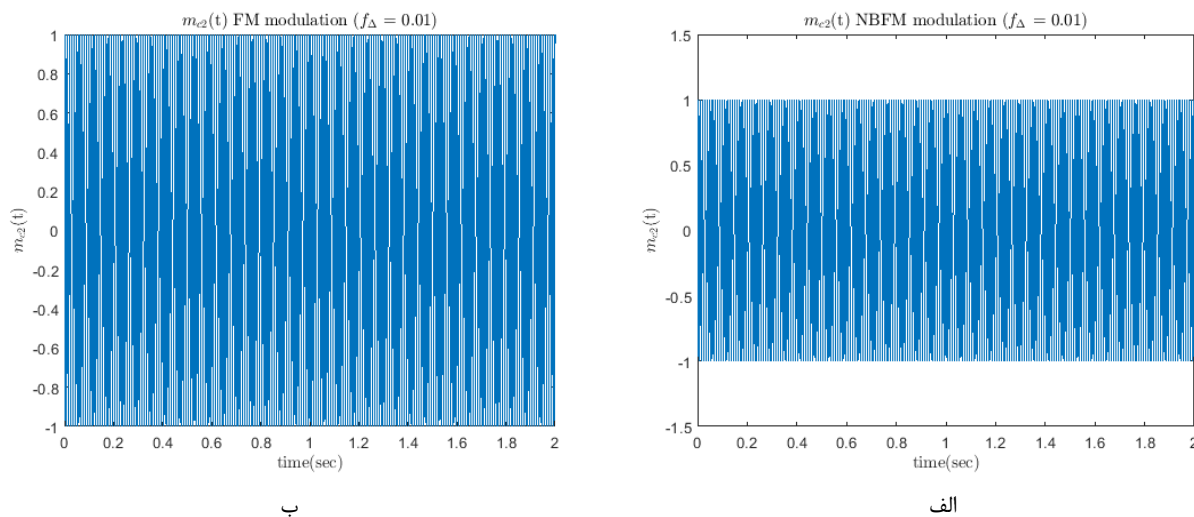 m_{c2}(t) FM modulation (f_Δ = 0.01)
1
0.8
0.6
0.4
0.2
0
-0.2
-0.4
-0.6
-0.8
-1
m_{c2}(t)
0 0.2 0.4 0.6 0.8 1 1.2 1.4 1.6 1.8 2
time(sec)
ب
m_{c2}(t) NBFM modulation (f_Δ = 0.01)
1.5
1
0.5
0
-0.5
-1
-1.5
m_{c2}(t)
0 0.2 0.4 0.6 0.8 1 1.2 1.4 1.6 1.8 2
time(sec)
الف